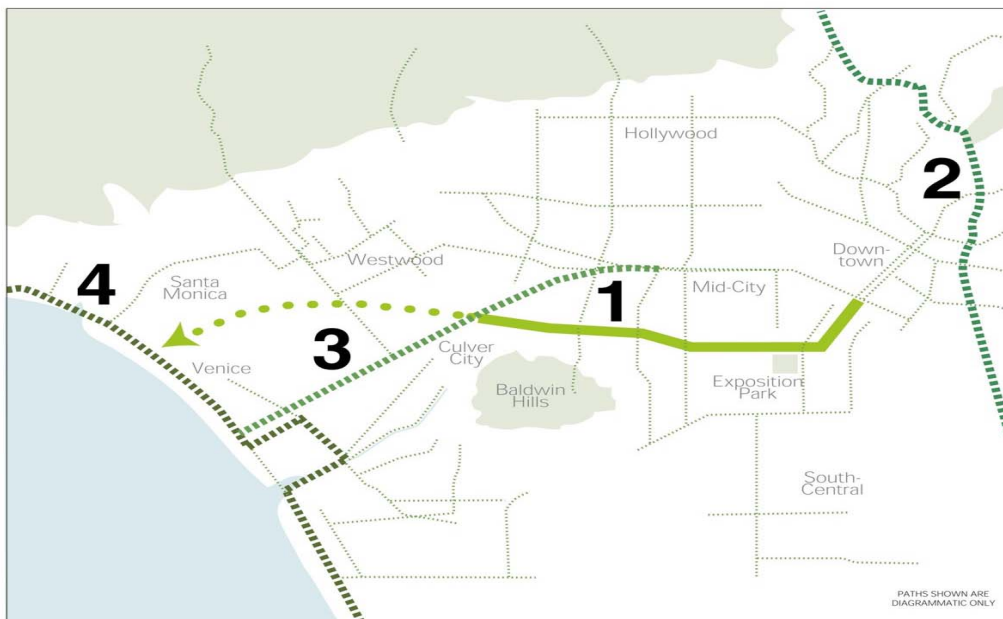 Hollywood
2
Down-
town
Westwood
4
Santa
Monica
1
Mid-City
3
Culver
City
Venice
Baldwin
Hills
Exposition
Park
South-
Central
PATHS SHOWN ARE
DIAGRAMMATIC ONLY